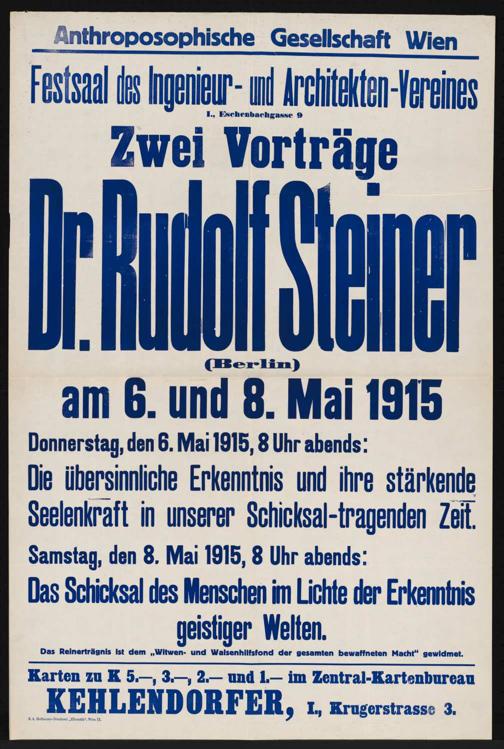 Anthroposophische Gesellschaft Wien
Festsaal des Ingenieur- und Architekten-Vereines
I., Eschenbachgasse 9
Zwei Vorträge
Dr. Rudolf Steiner
(Berlin)
am 6. und 8. Mai 1915
Donnerstag, den 6. Mai 1915, 8 Uhr abends:
Die übersinnliche Erkenntnis und ihre stärkende
Seelenkraft in unserer Schicksal-tragenden Zeit.
Samstag, den 8. Mai 1915, 8 Uhr abends:
Das Schicksal des Menschen im Lichte der Erkenntnis
geistiger Welten.
Das Reinerträgnis ist dem „Witwen- und Waisenhilfsfond der gesamten bewaffneten Macht“ gewidmet.
Karten zu K 5.—, 3.—, 2.— und 1.— im Zentral-Kartenbureau
KEHLENDORFER, I., Krugerstrasse 3.